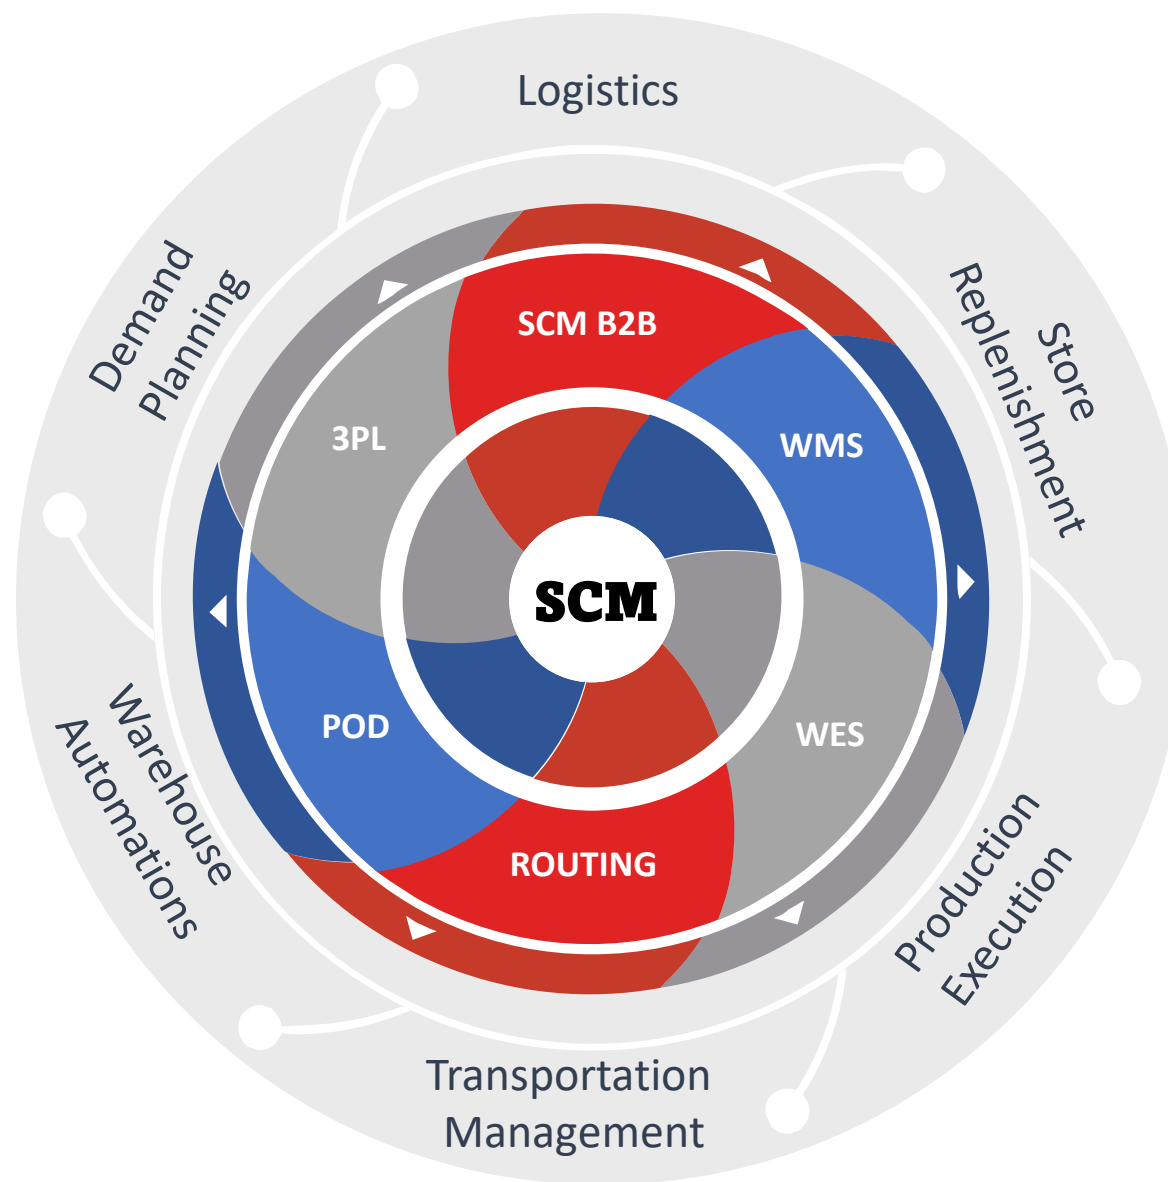 Logistics
Store
Replenishment
Production
Execution
Transportation
Management
Warehouse
Automations
Demand
Planning
SCM B2B
WMS
WES
ROUTING
POD
3PL
SCM